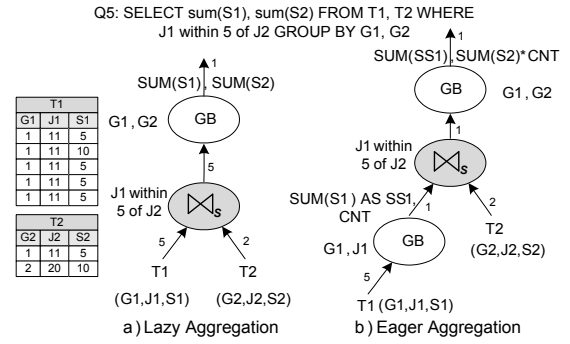 Q5: SELECT sum(S1), sum(S2) FROM T1, T2 WHERE
J1 within 5 of J2 GROUP BY G1, G2
T1
G1 J1 S1
1 11 5
1 11 10
1 11 5
1 11 5
1 11 5
T2
G2 J2 S2
1 11 5
2 20 10
1
SUM(S1), SUM(S2)
G1, G2
GB
5
J1 within
5 of J2
S
5
2
T1
T2
(G1,J1,S1)
(G2,J2,S2)
a) Lazy Aggregation
1
SUM(SS1), SUM(S2)*CNT
GB
G1, G2
1
J1 within
5 of J2
S
SUM(S1) AS SS1,
CNT
1
2
G1, J1
GB
T2
(G2,J2,S2)
5
T1 (G1,J1,S1)
b) Eager Aggregation